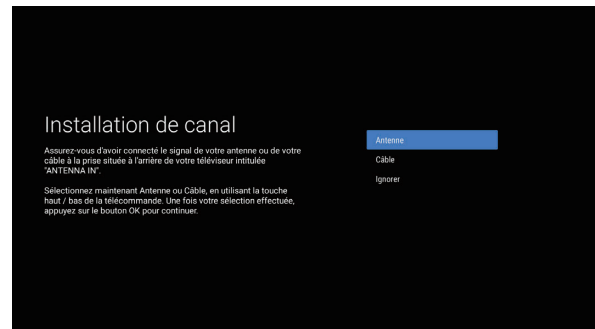 Installation de canal
Assurez-vous d'avoir connecté le signal de votre antenne ou de votre
câble à la prise située à l'arrière de votre téléviseur intitulée
"ANTENNA IN".
Sélectionnez maintenant Antenne ou Câble, en utilisant la touche
haut / bas de la télécommande. Une fois votre sélection effectuée,
appuyez sur le bouton OK pour continuer.
Antenne
Câble
Ignorer